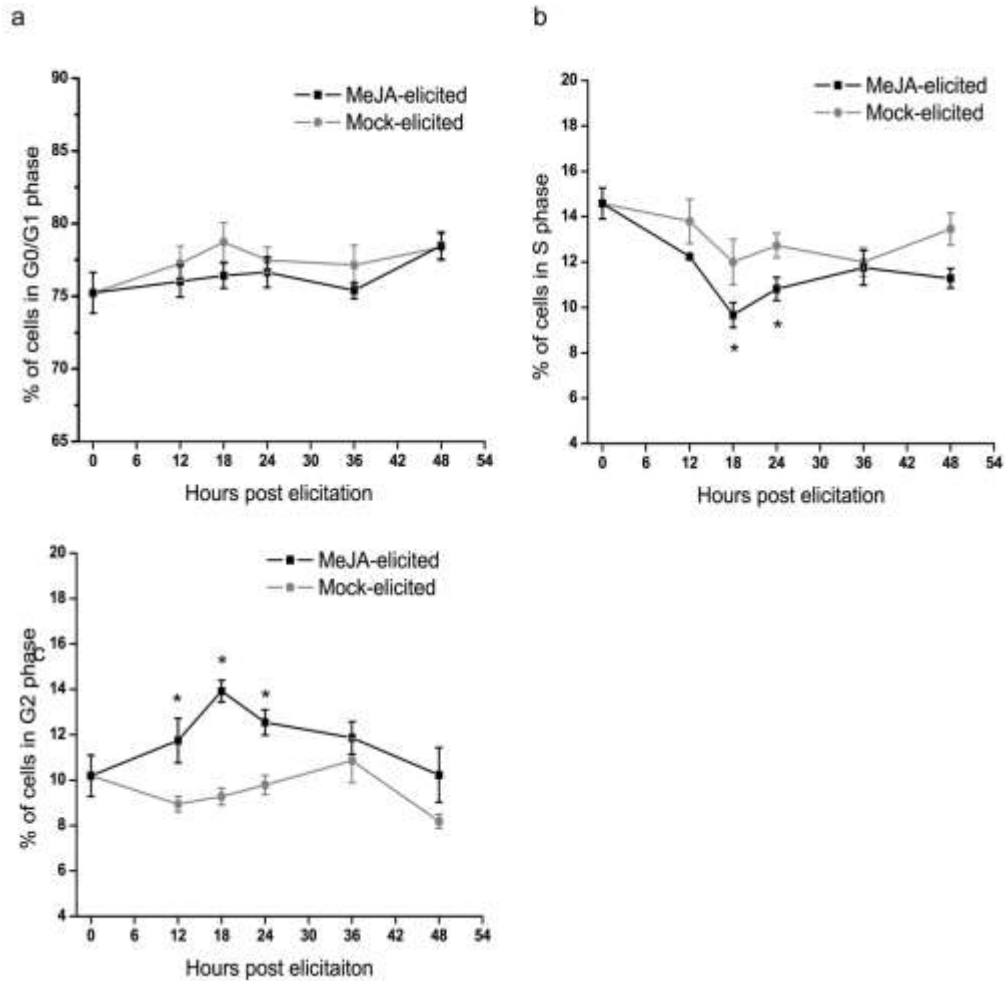 a
MeJA-elicited
Mock-elicited
% of cells in G0/G1 phase
90
85
80
75
70
65
0 6 12 18 24 30 36 42 48 54
Hours post elicitation
b
MeJA-elicited
Mock-elicited
% of cells in S phase
20
18
16
14
12
10
8
6
4
* *
0 6 12 18 24 30 36 42 48 54
Hours post elicitation
c
MeJA-elicited
Mock-elicited
% of cells in G2 phase
20
18
16
14
12
10
8
6
4
* * *
0 6 12 18 24 30 36 42 48 54
Hours post elicitaiton